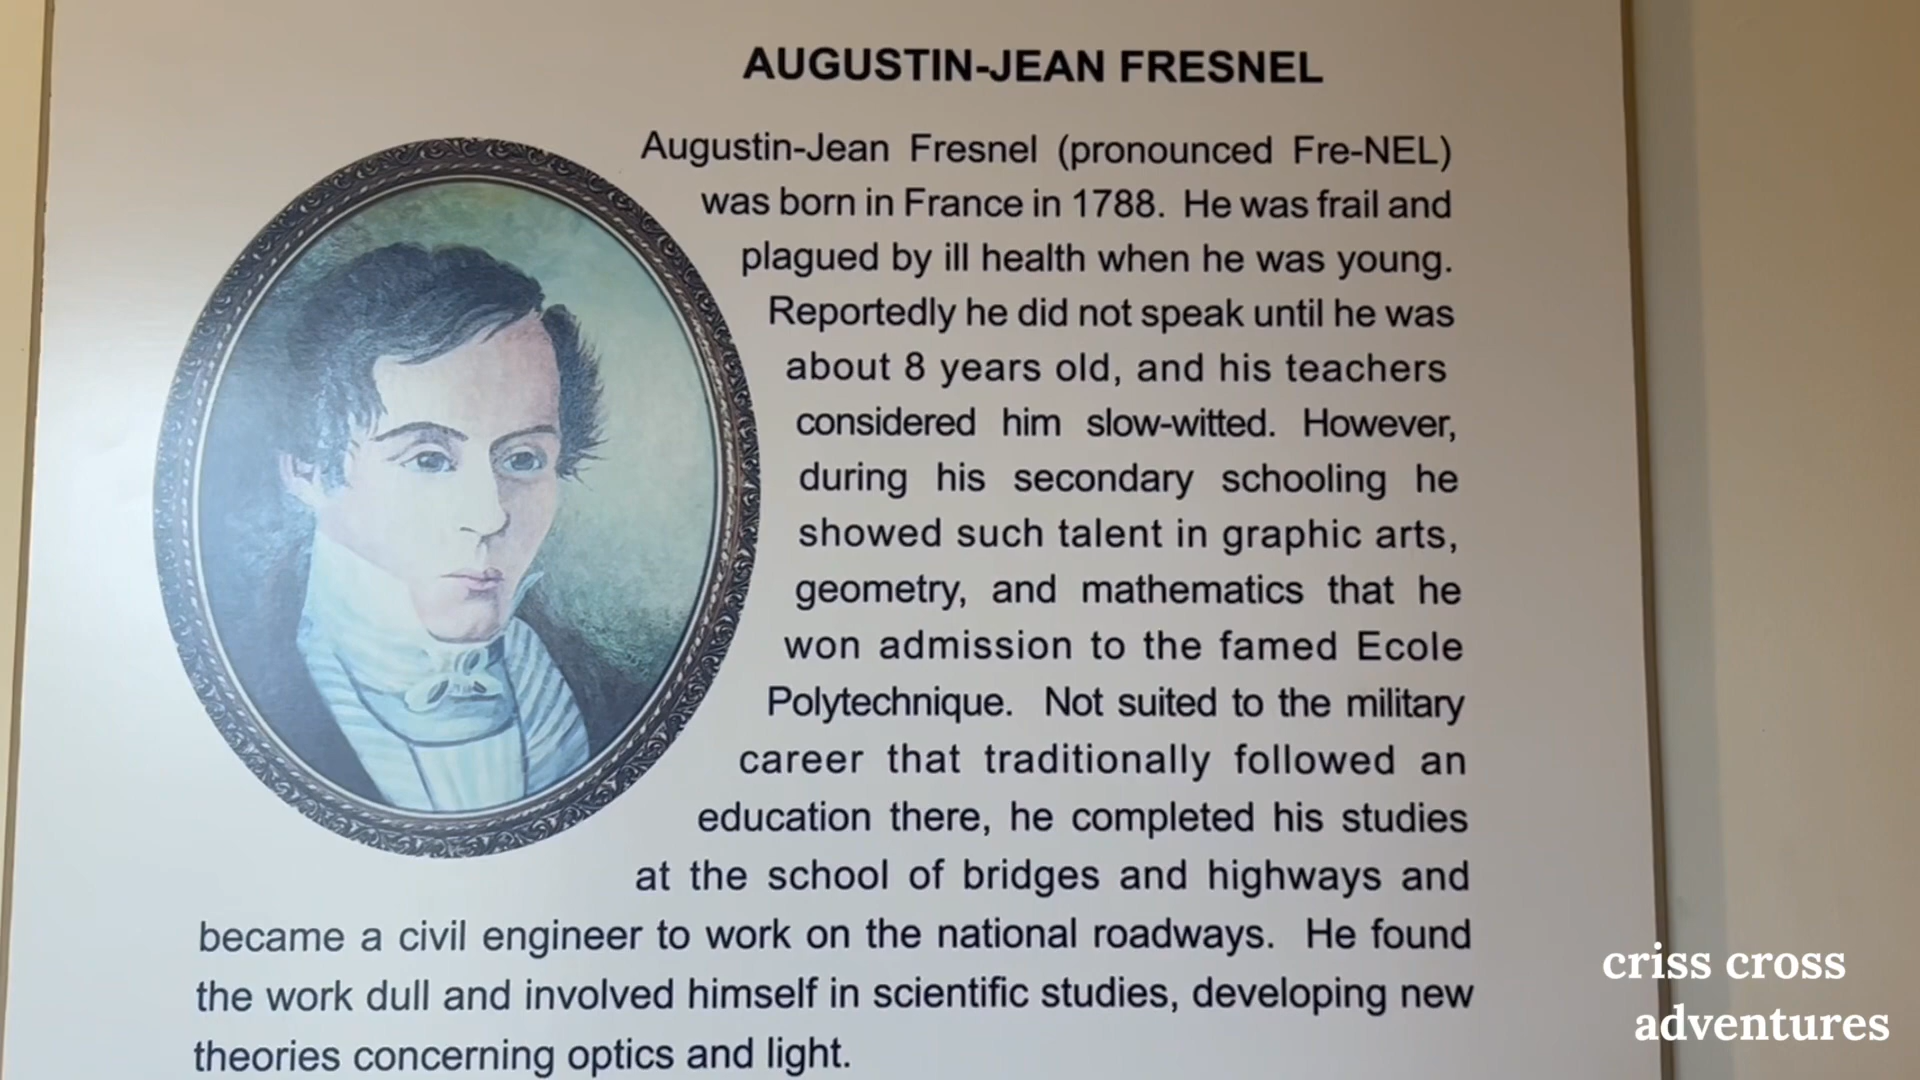 AUGUSTIN-JEAN FRESNEL
Augustin-Jean Fresnel (pronounced Fre-NEL)
was born in France in 1788. He was frail and
plagued by ill health when he was young.
Reportedly he did not speak until he was
about 8 years old, and his teachers
considered him slow-witted. However,
during his secondary schooling he
showed such talent in graphic arts,
geometry, and mathematics that he
won admission to the famed Ecole
Polytechnique. Not suited to the military
career that traditionally followed an
education there, he completed his studies
at the school of bridges and highways and
became a civil engineer to work on the national roadways. He found
the work dull and involved himself in scientific studies, developing new
theories concerning optics and light.
criss cross
adventures